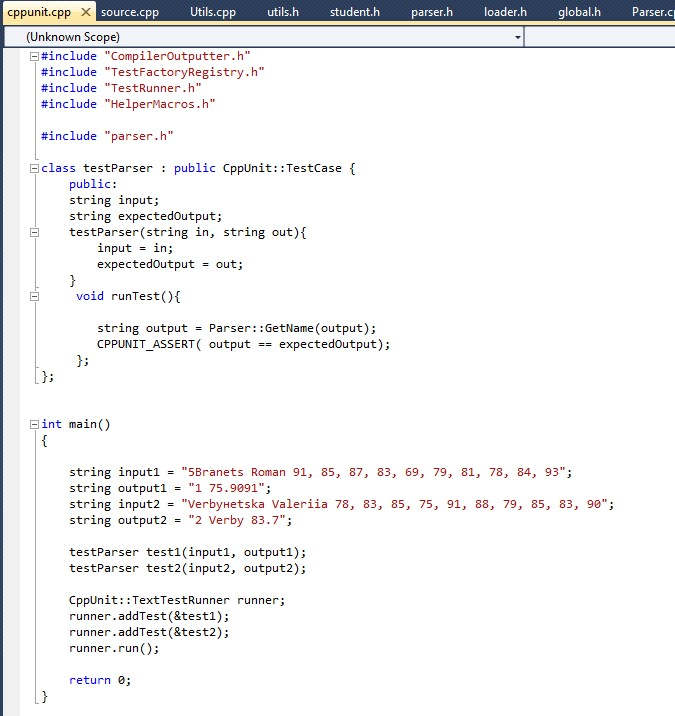 cppunit.cpp source.cpp Utils.cpp utils.h student.h parser.h loader.h global.h Parser.c
(Unknown Scope)
#include "CompilerOutputter.h"
#include "TestFactoryRegistry.h"
#include "TestRunner.h"
#include "HelperMacros.h"
#include "parser.h"
class testParser : public CppUnit::TestCase {
public:
string input;
string expectedOutput;
testParser(string in, string out){
input = in;
expectedOutput = out;
}
void runTest(){
string output = Parser::GetName(output);
CPPUNIT_ASSERT( output == expectedOutput);
};
};
int main()
{
string input1 = "5Branets Roman 91, 85, 87, 83, 69, 79, 81, 78, 84, 93";
string output1 = "1 75.9091";
string input2 = "Verbyнetska Valeriia 78, 83, 85, 75, 91, 88, 79, 85, 83, 90";
string output2 = "2 Verby 83.7";
testParser test1(input1, output1);
testParser test2(input2, output2);
CppUnit::TextTestRunner runner;
runner.addTest(&test1);
runner.addTest(&test2);
runner.run();
return 0;
}